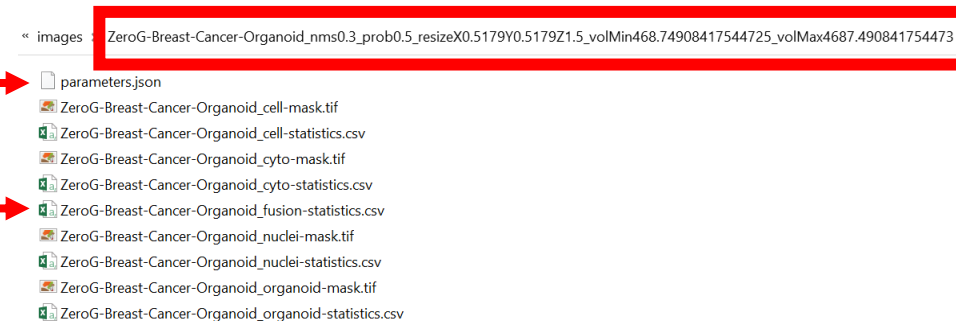 « images ZeroG-Breast-Cancer-Organoid_nms0.3_prob0.5_resizeX0.5179Y0.5179Z1.5_volMin468.74908417544725_volMax4687.490841754473
parameters.json
ZeroG-Breast-Cancer-Organoid_cell-mask.tif
ZeroG-Breast-Cancer-Organoid_cell-statistics.csv
ZeroG-Breast-Cancer-Organoid_cyto-mask.tif
ZeroG-Breast-Cancer-Organoid_cyto-statistics.csv
ZeroG-Breast-Cancer-Organoid_fusion-statistics.csv
ZeroG-Breast-Cancer-Organoid_nuclei-mask.tif
ZeroG-Breast-Cancer-Organoid_nuclei-statistics.csv
ZeroG-Breast-Cancer-Organoid_organoid-mask.tif
ZeroG-Breast-Cancer-Organoid_organoid-statistics.csv